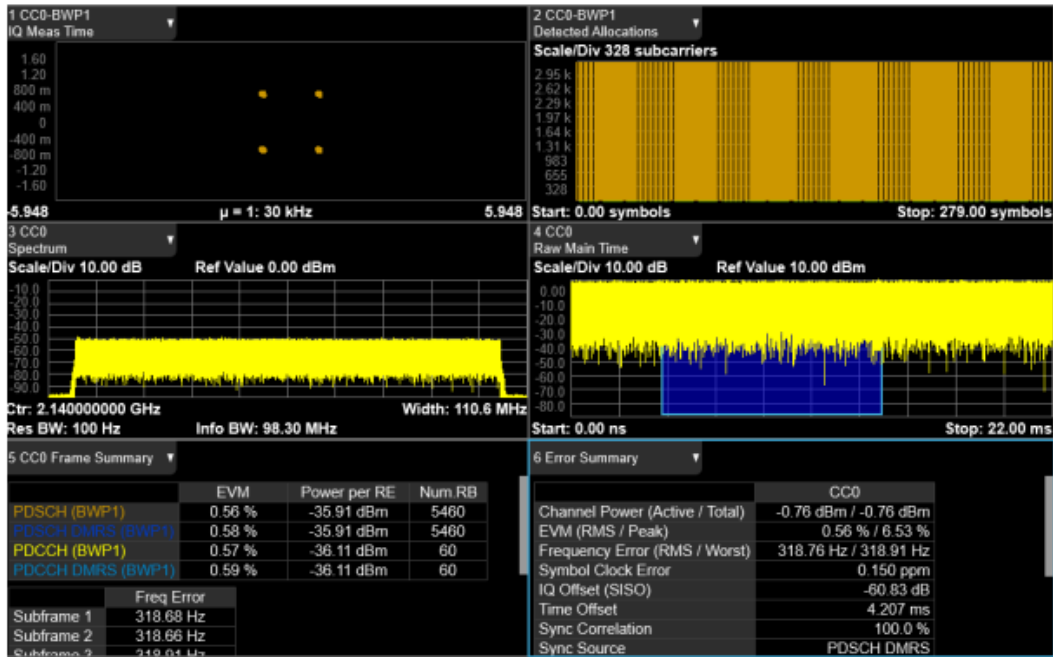 1 CC0-BWP1
IQ Meas Time
1.60
1.20
800 m
400 m
0
-400 m
-800 m
-1.20
-1.60
-5.948
µ = 1: 30 kHz
5.948
2 CC0-BWP1
Detected Allocations
Scale/Div 328 subcarriers
2.95 k
2.62 k
2.29 k
1.97 k
1.64 k
1.31 k
983
655
328
Start: 0.00 symbols
Stop: 279.00 symbols
3 CC0
Spectrum
Scale/Div 10.00 dB
Ref Value 0.00 dBm
-10.0
-20.0
-30.0
-40.0
-50.0
-60.0
-70.0
-80.0
-90.0
Ctr: 2.140000000 GHz
Width: 110.6 MHz
Res BW: 100 Hz
Info BW: 98.30 MHz
4 CC0
Raw Main Time
Scale/Div 10.00 dB
Ref Value 10.00 dBm
0.00
-10.0
-20.0
-30.0
-40.0
-50.0
-60.0
-70.0
-80.0
Start: 0.00 ns
Stop: 22.00 ms
5 CC0 Frame Summary
EVM Power per RE Num.RB
PDSCH (BWP1) 0.56 % -35.91 dBm 5460
PDSCH DMRS (BWP1) 0.58 % -35.91 dBm 5460
PDCCH (BWP1) 0.57 % -36.11 dBm 60
PDCCH DMRS (BWP1) 0.59 % -36.11 dBm 60
Freq Error
Subframe 1 318.68 Hz
Subframe 2 318.66 Hz
Subframe 3 318.91 Hz
6 Error Summary
CC0
Channel Power (Active / Total) -0.76 dBm / -0.76 dBm
EVM (RMS / Peak) 0.56 % / 6.53 %
Frequency Error (RMS / Worst) 318.76 Hz / 318.91 Hz
Symbol Clock Error 0.150 ppm
IQ Offset (SISO) -60.83 dB
Time Offset 4.207 ms
Sync Correlation 100.0 %
Sync Source PDSCH DMRS